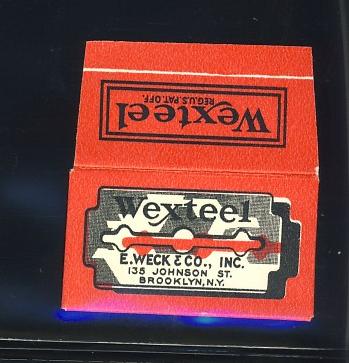 Wexteel
REG.U.S.PAT.OFF.
Wexteel
E.WECK & CO., INC.
135 JOHNSON ST.
BROOKLYN, N.Y.